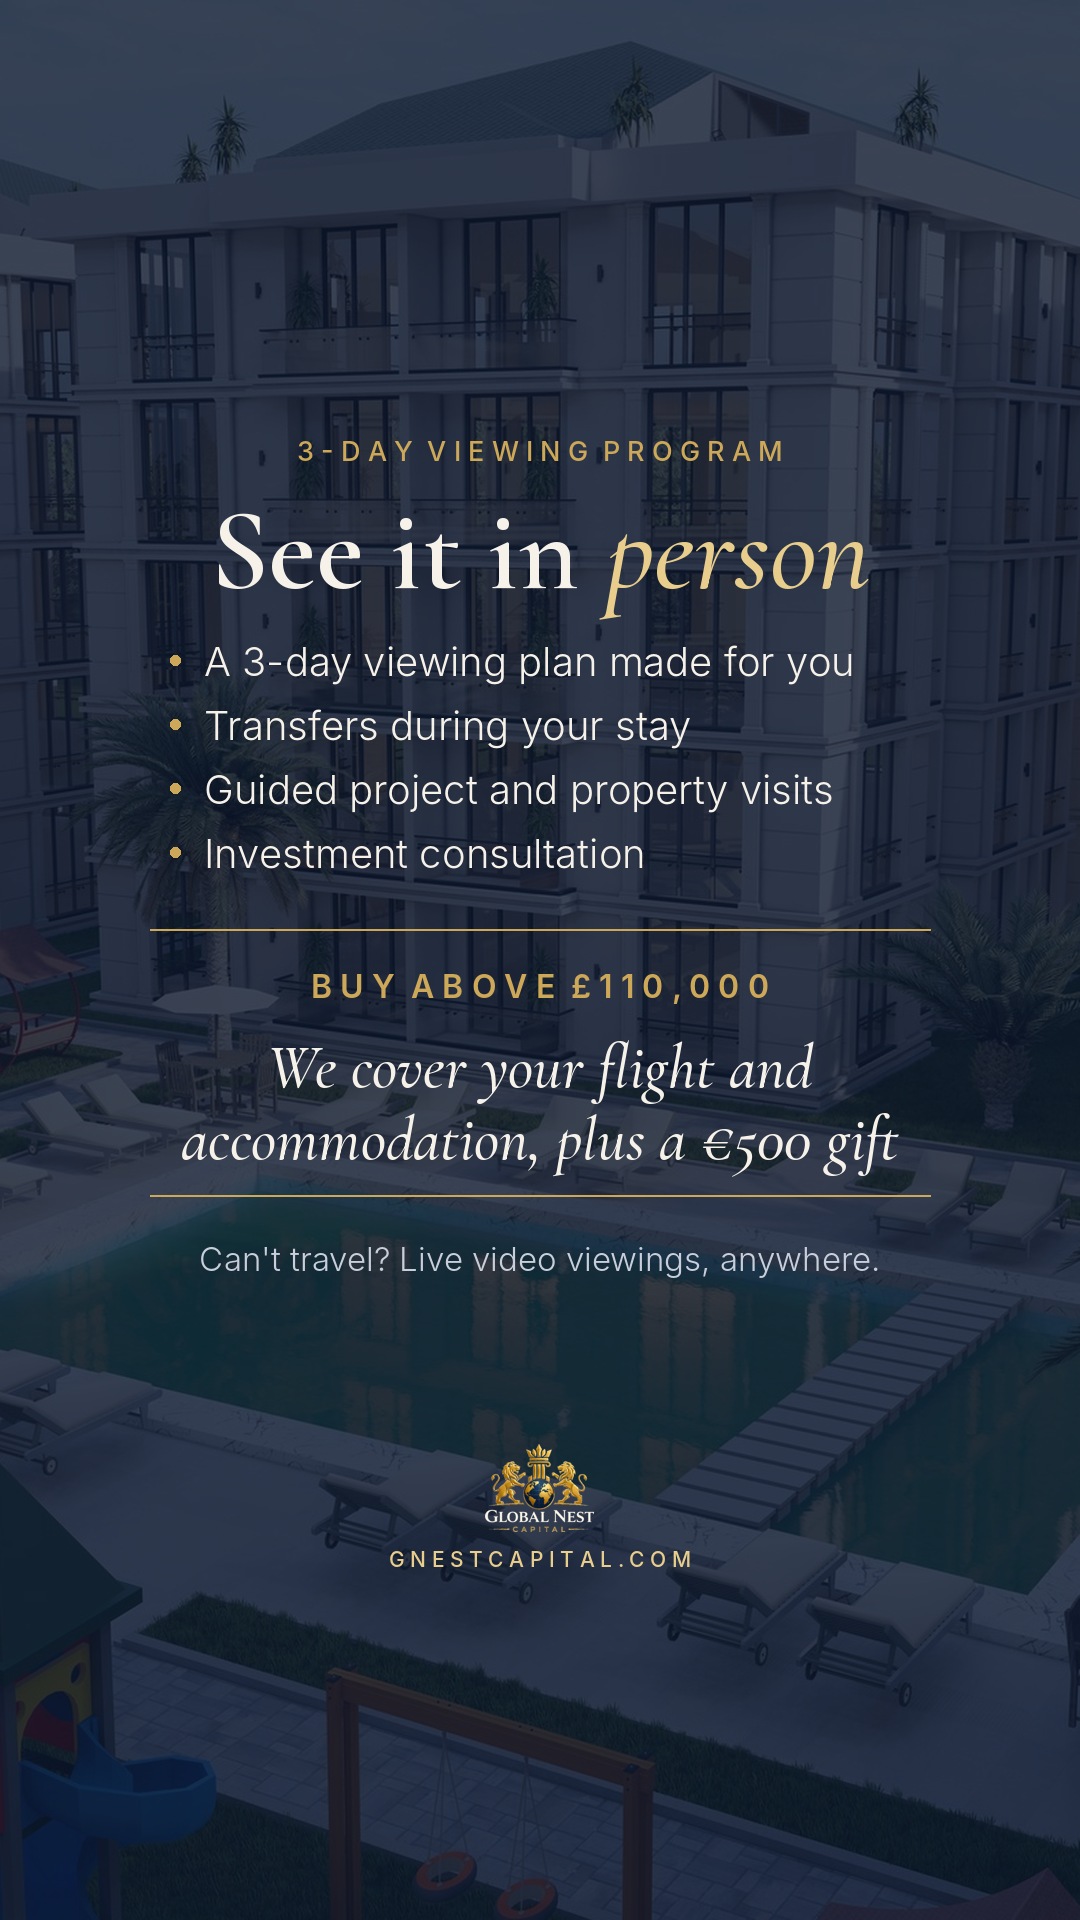 3-DAY VIEWING PROGRAM
See it in person
A 3-day viewing plan made for you
Transfers during your stay
Guided project and property visits
Investment consultation
BUY ABOVE £110,000
We cover your flight and
accommodation, plus a €500 gift
Can't travel? Live video viewings, anywhere.
GLOBAL NEST
CAPITAL
GNESTCAPITAL.COM